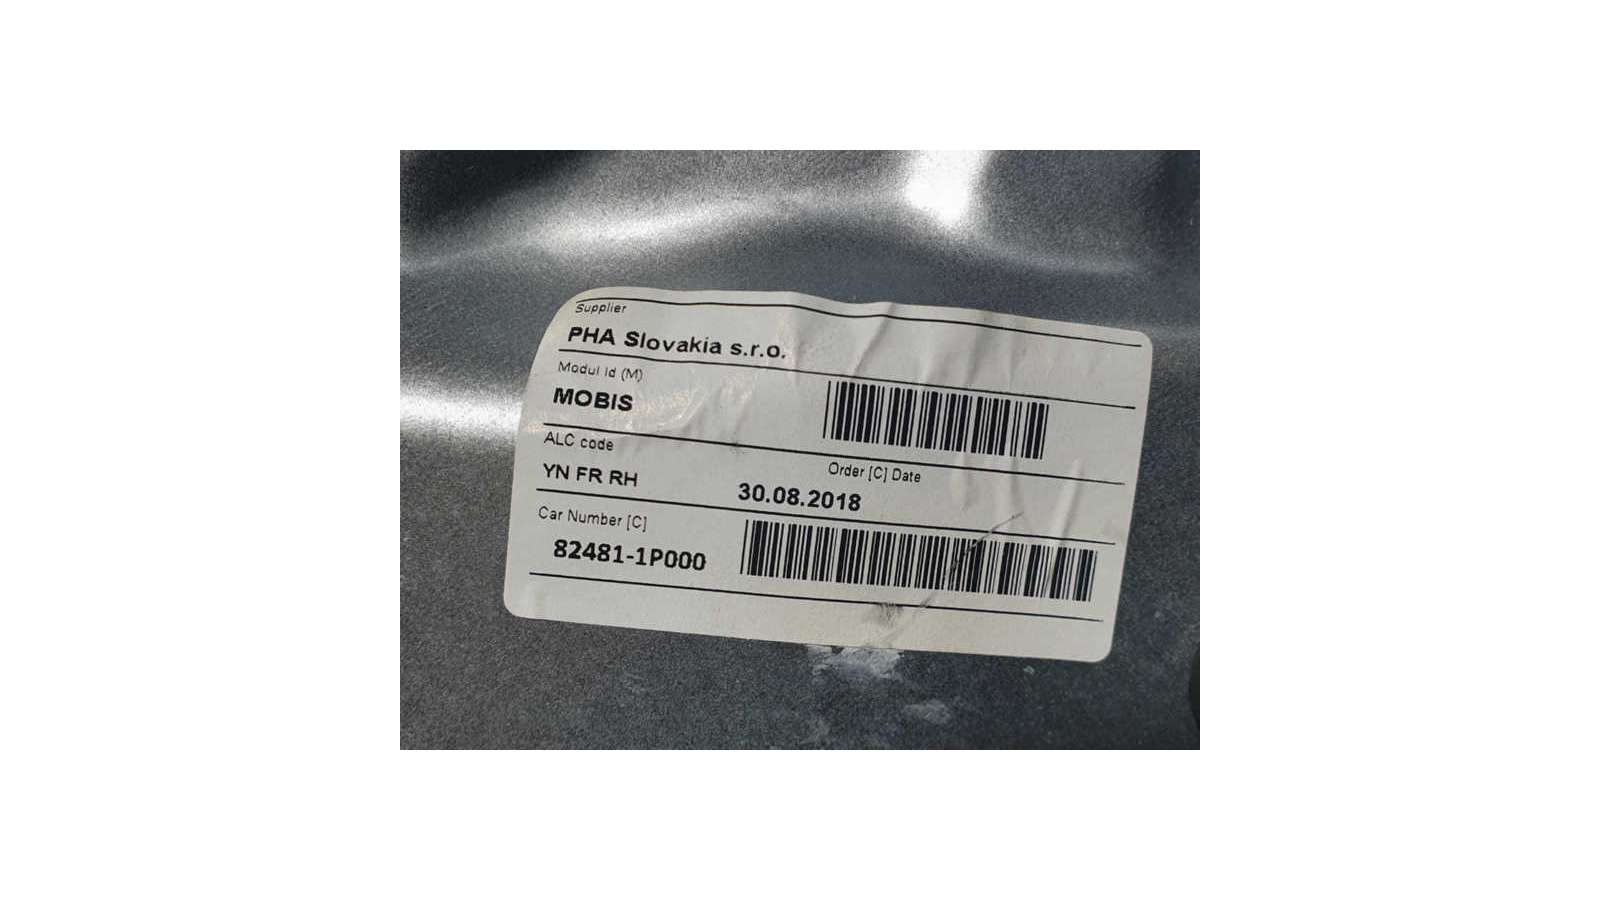 Supplier
PHA Slovakia s.r.o.
Modul Id (M)
MOBIS
ALC code
YN FR RH
Order [C] Date
30.08.2018
Car Number [C]
82481-1P000